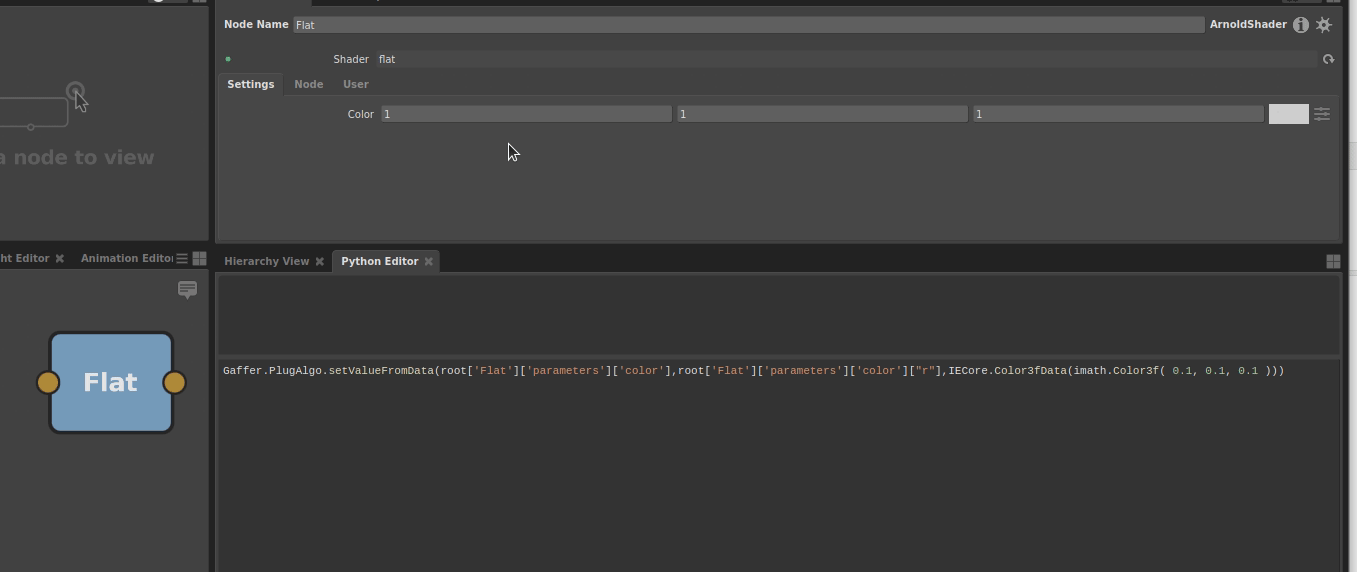 Node Name Flat ArnoldShader
Shader flat
Settings Node User
Color 1 1 1
a node to view
ht Editor Animation Editor
Hierarchy View Python Editor
Flat
Gaffer.PlugAlgo.setValueFromData(root['Flat']['parameters']['color'],root['Flat']['parameters']['color']["r"],IECore.Color3fData(imath.Color3f( 0.1, 0.1, 0.1 )))